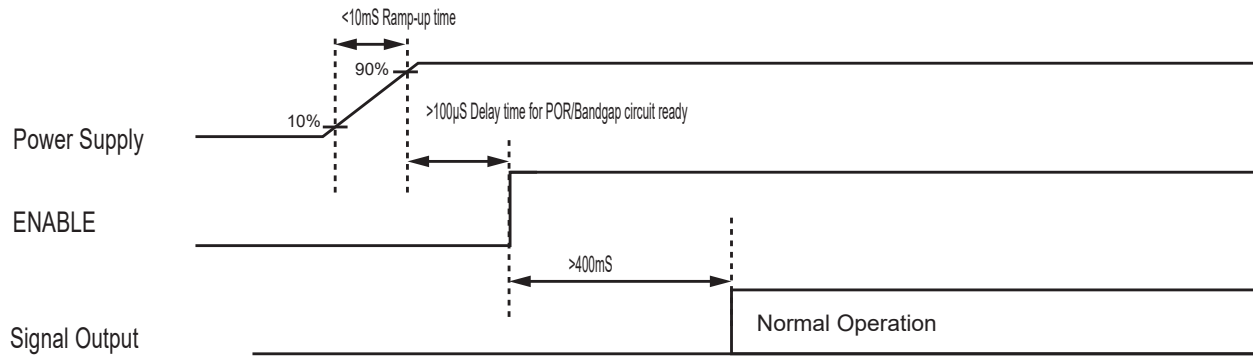 <10mS Ramp-up time
90%
>100µS Delay time for POR/Bandgap circuit ready
10%
Power Supply
ENABLE
>400mS
Normal Operation
Signal Output